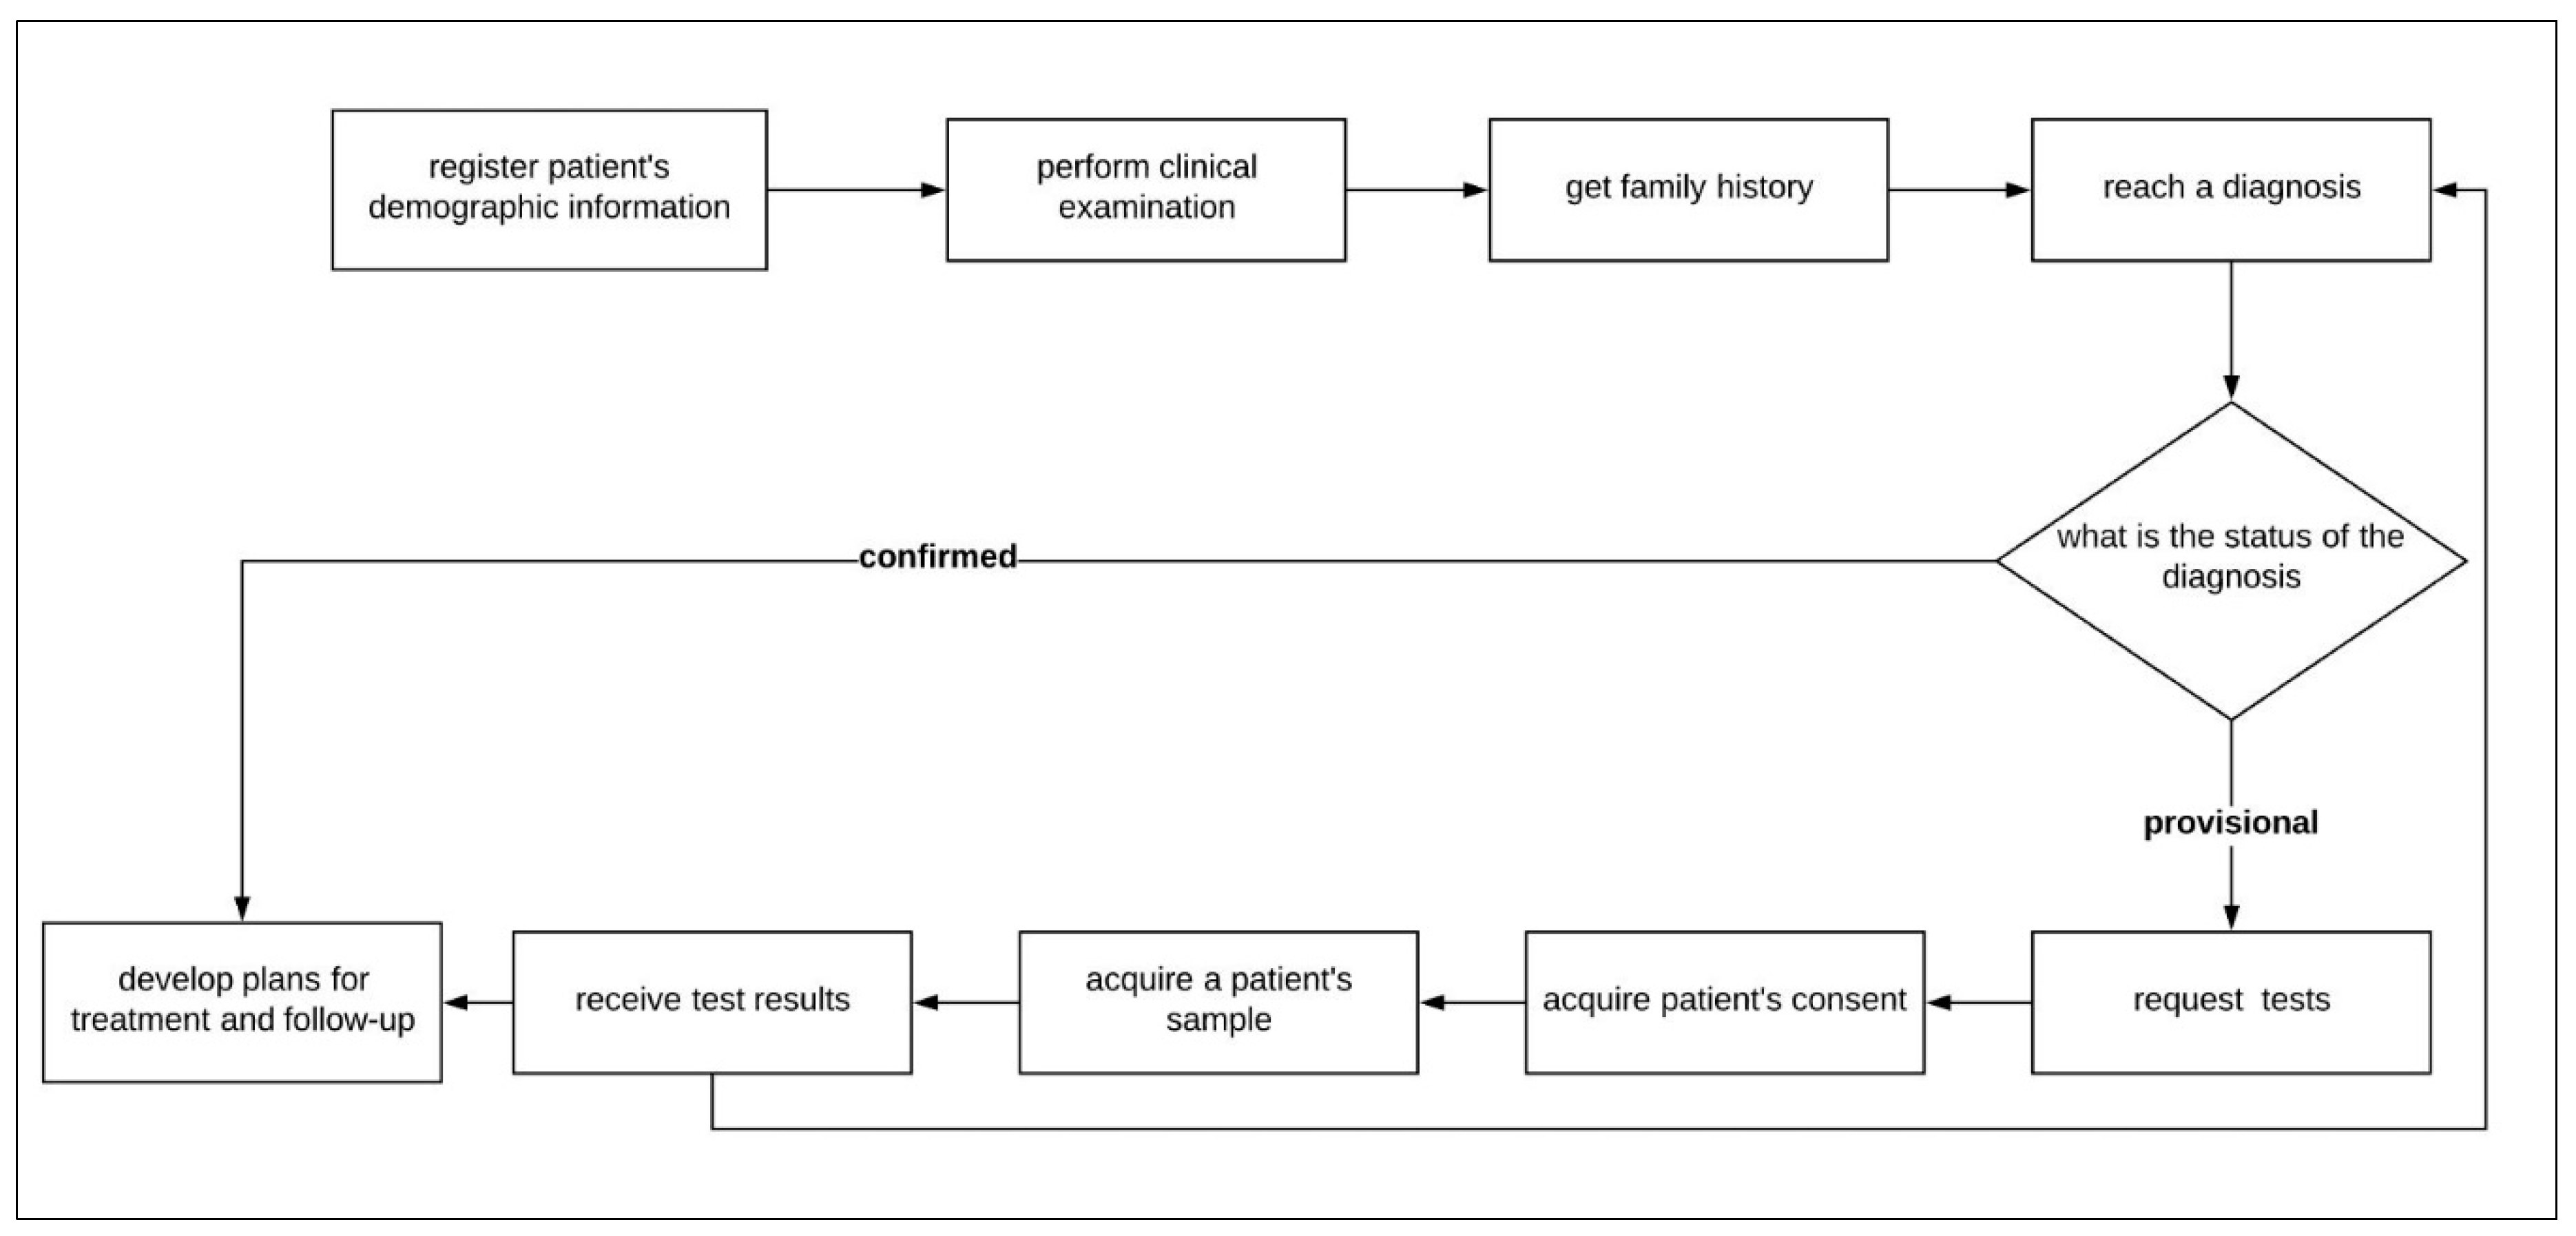 register patient's
demographic information
perform clinical
examination
get family history
reach a diagnosis
what is the status of the
diagnosis
confirmed
provisional
develop plans for
treatment and follow-up
receive test results
acquire a patient's
sample
acquire patient's consent
request  tests